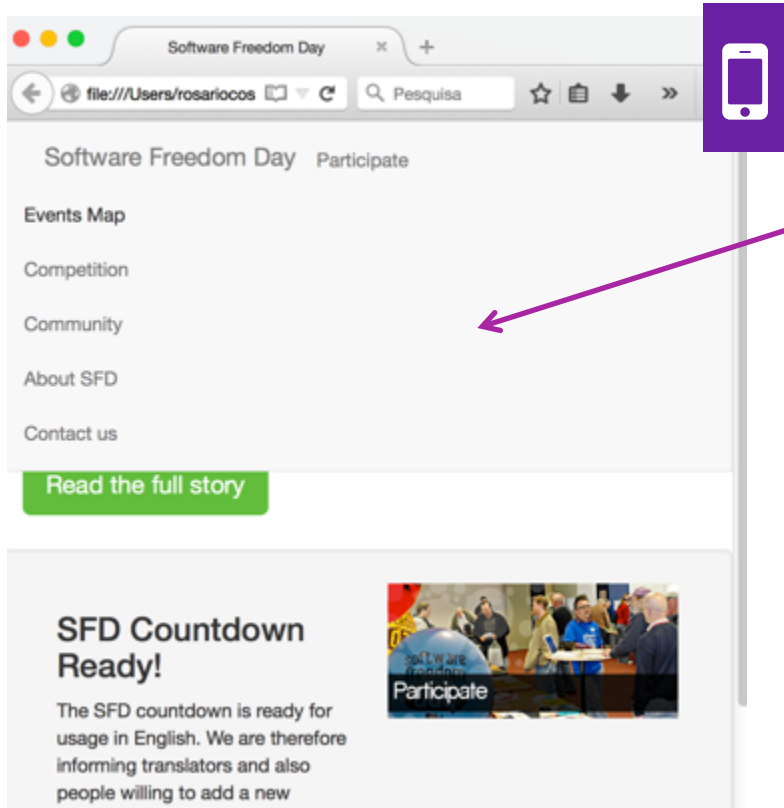 Software Freedom Day
file:///Users/rosariocos
Pesquisa
Software Freedom Day Participate
Events Map
Competition
Community
About SFD
Contact us
Read the full story
SFD Countdown
Ready!
The SFD countdown is ready for
usage in English. We are therefore
informing translators and also
people willing to add a new
software
freedom
Participate